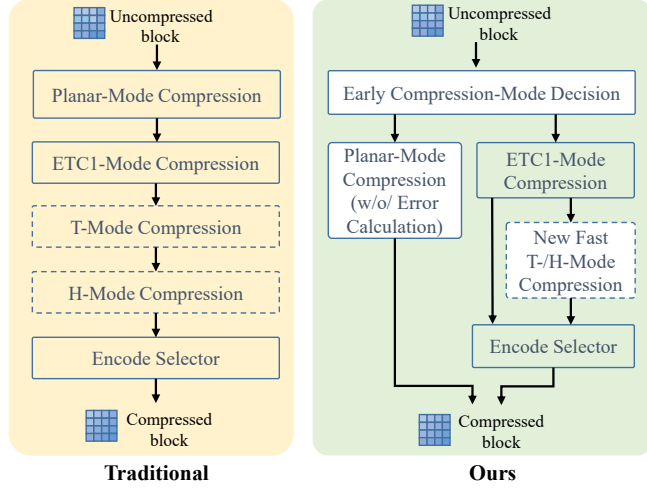 Uncompressed
block
Planar-Mode Compression
ETC1-Mode Compression
T-Mode Compression
H-Mode Compression
Encode Selector
Compressed
block
Traditional
Uncompressed
block
Early Compression-Mode Decision
Planar-Mode
Compression
(w/o/ Error
Calculation)
ETC1-Mode
Compression
New Fast
T-/H-Mode
Compression
Encode Selector
Compressed
block
Ours